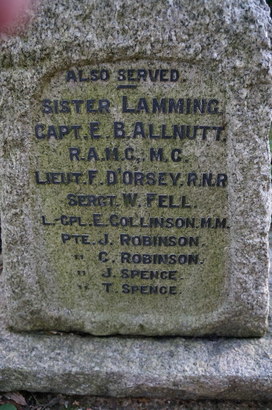 ALSO SERVED.
SISTER LAMMING.
CAPT. E. B. ALLNUTT.
R.A.M.C., M.C.
LIEUT. F. D'ORSEY. R.N.R
SERGT. W. FELL.
L.-CPL. E. COLLINSON. M.M.
PTE. J. ROBINSON.
" C. ROBINSON.
" J. SPENCE.
" T. SPENCE.